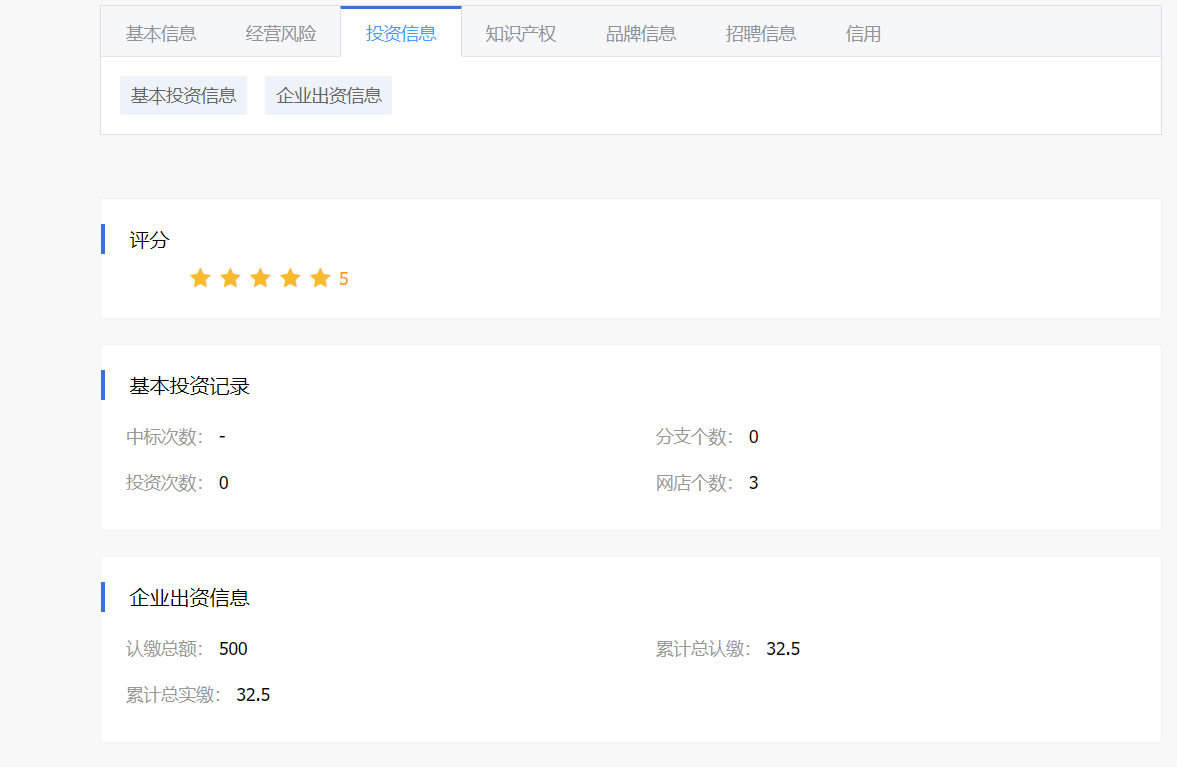 基本信息 经营风险 投资信息 知识产权 品牌信息 招聘信息 信用
基本投资信息 企业出资信息
评分
5
基本投资记录
中标次数： - 分支个数： 0
投资次数： 0 网店个数： 3
企业出资信息
认缴总额： 500 累计总认缴： 32.5
累计总实缴： 32.5